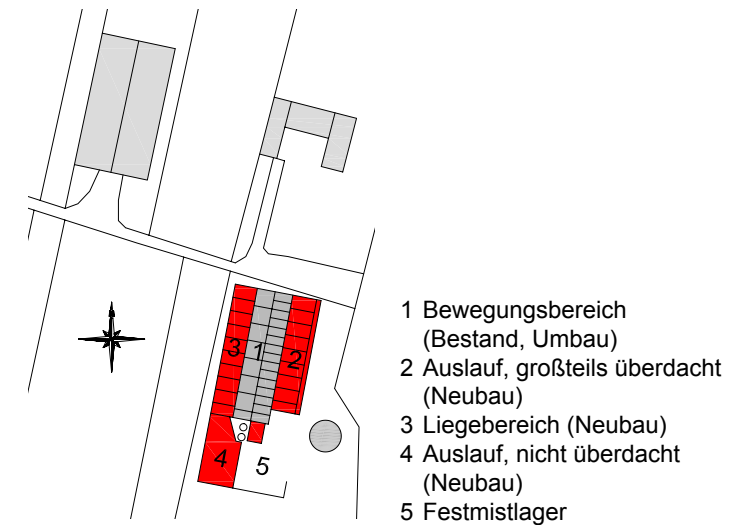 3
1
2
4
5
1 Bewegungsbereich
(Bestand, Umbau)
2 Auslauf, großteils überdacht
(Neubau)
3 Liegebereich (Neubau)
4 Auslauf, nicht überdacht
(Neubau)
5 Festmistlager